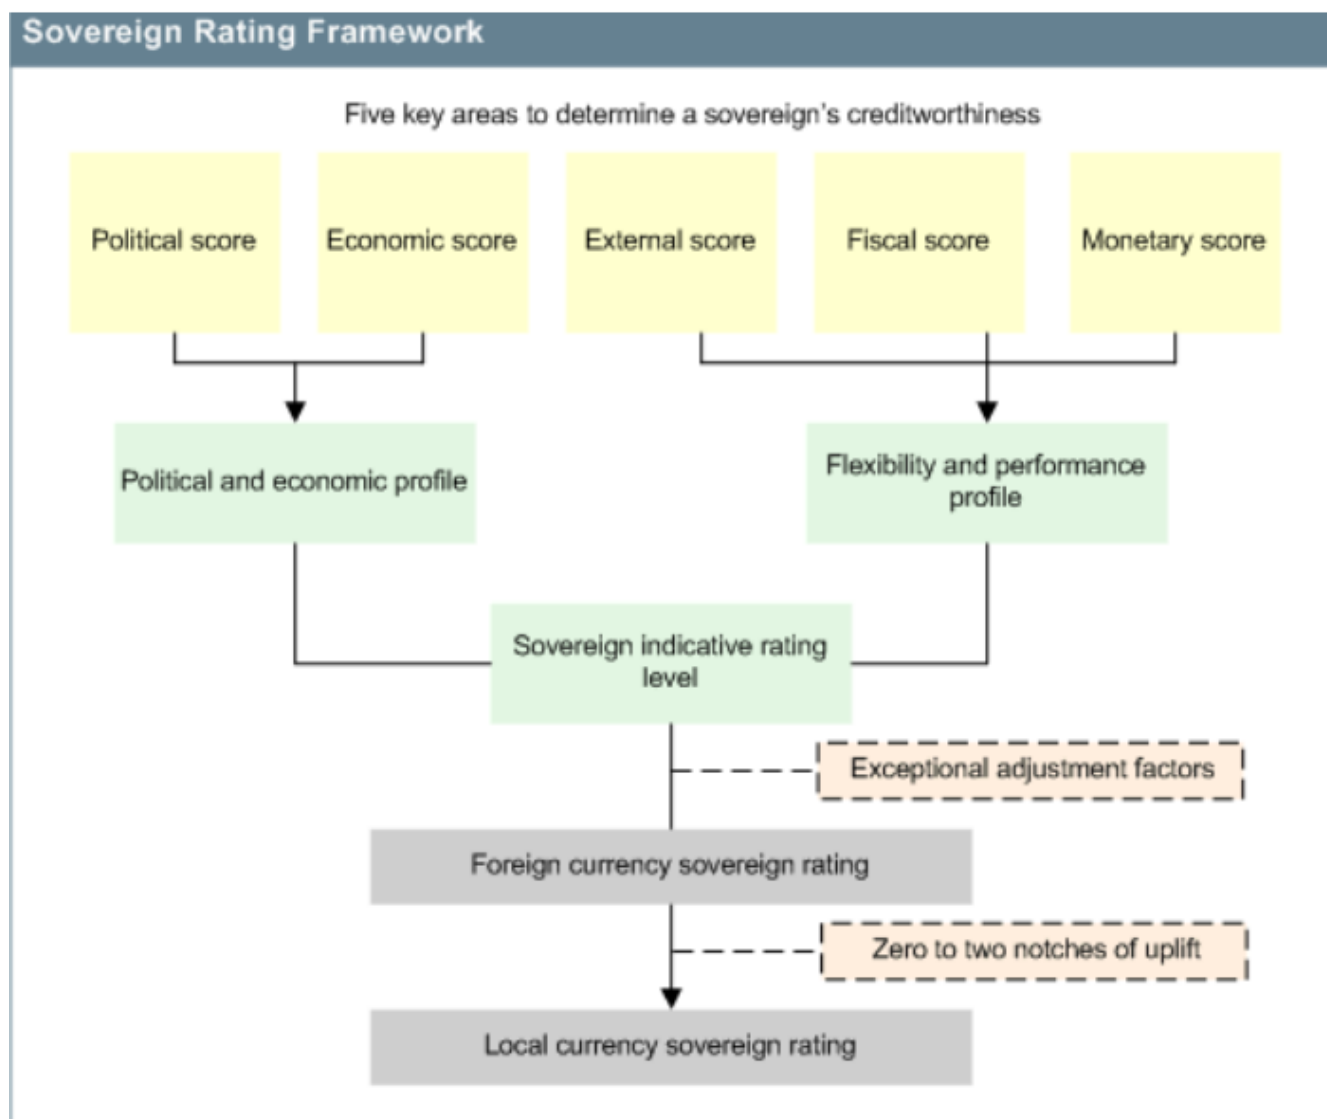 Sovereign Rating Framework
Five key areas to determine a sovereign's creditworthiness
Political score
Economic score
External score
Fiscal score
Monetary score
Political and economic profile
Flexibility and performance
profile
Sovereign indicative rating
level
Exceptional adjustment factors
Foreign currency sovereign rating
Zero to two notches of uplift
Local currency sovereign rating